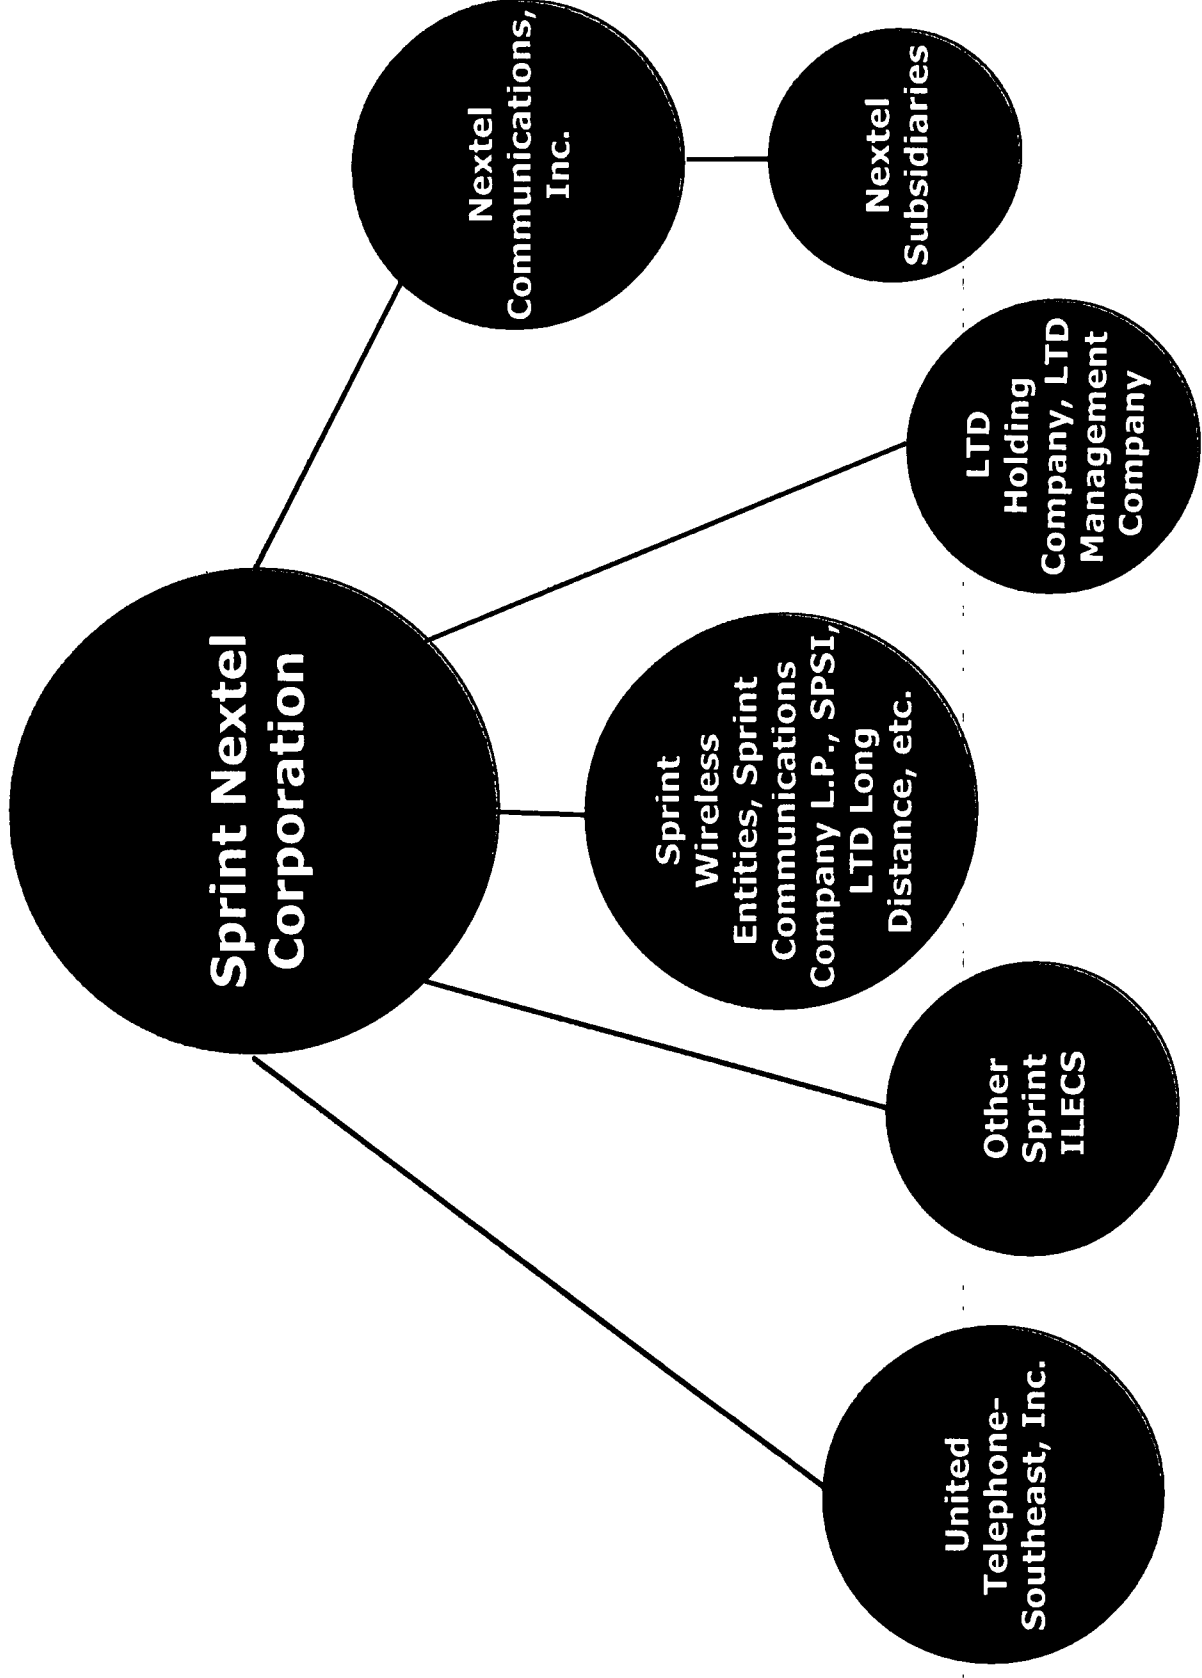 Sprint Nextel
Corporation
United
Telephone-
Southeast, Inc.
Other
Sprint
ILECS
Sprint
Wireless
Entities, Sprint
Communications
Company L.P., SPSI,
LTD Long
Distance, etc.
LTD
Holding
Company, LTD
Management
Company
Nextel
Communications,
Inc.
Nextel
Subsidiaries